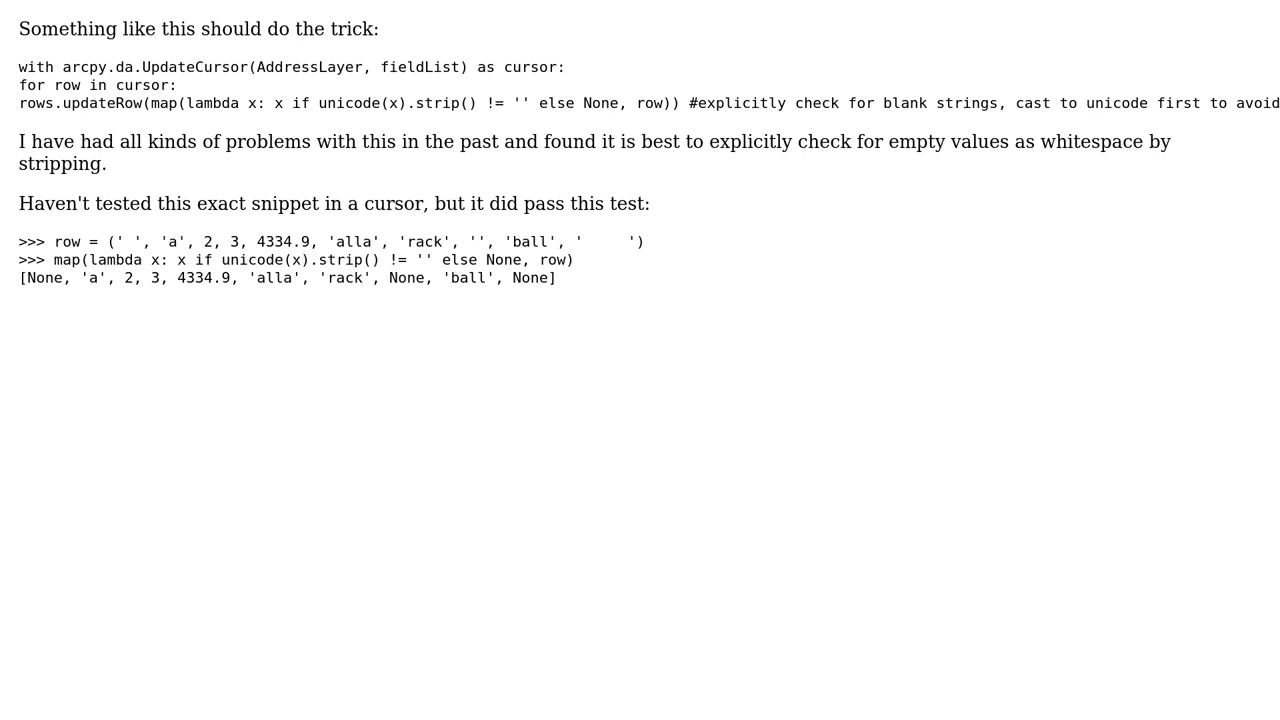 Something like this should do the trick:
with arcpy.da.UpdateCursor(AddressLayer, fieldList) as cursor:
for row in cursor:
rows.updateRow(map(lambda x: x if unicode(x).strip() != '' else None, row)) #explicitly check for blank strings, cast to unicode first to avoid
I have had all kinds of problems with this in the past and found it is best to explicitly check for empty values as whitespace by
stripping.
Haven't tested this exact snippet in a cursor, but it did pass this test:
>>> row = (' ', 'a', 2, 3, 4334.9, 'alla', 'rack', '', 'ball', '     ')
>>> map(lambda x: x if unicode(x).strip() != '' else None, row)
[None, 'a', 2, 3, 4334.9, 'alla', 'rack', None, 'ball', None]